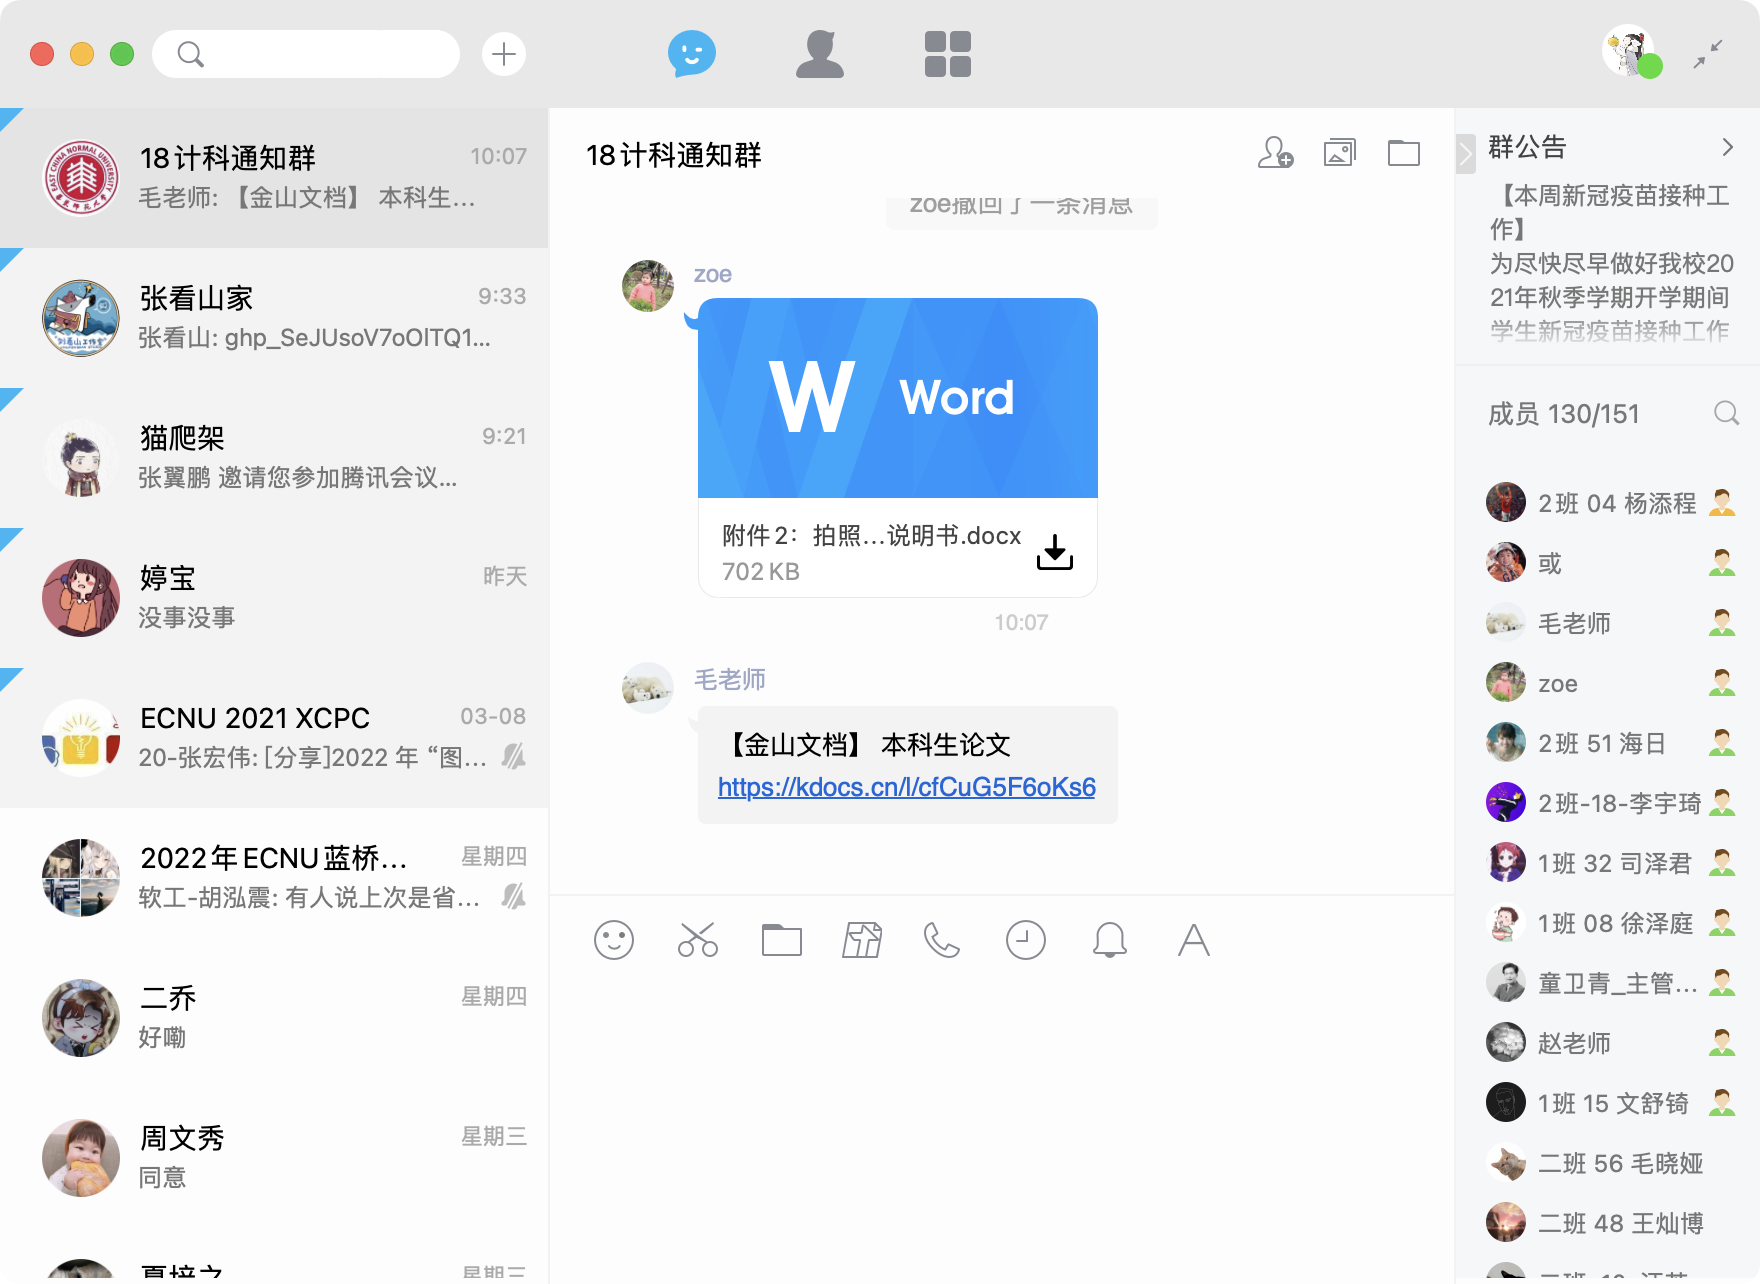 18计科通知群
10:07
毛老师: 【金山文档】 本科生...
张看山家
9:33
张看山: ghp_SeJUsoV7oOlTQ1...
猫爬架
9:21
张翼鹏 邀请您参加腾讯会议...
婷宝
昨天
没事没事
ECNU 2021 XCPC
03-08
20-张宏伟: [分享]2022 年 “图...
2022年ECNU蓝桥...
星期四
软工-胡泓震: 有人说上次是省...
二乔
星期四
好嘞
周文秀
星期三
同意
夏培之
星期三
18计科通知群
zoe撤回了一条消息
zoe
W Word
附件2：拍照...说明书.docx
702 KB
10:07
毛老师
【金山文档】 本科生论文
https://kdocs.cn/l/cfCuG5F6oKs6
群公告
【本周新冠疫苗接种工
作】
为尽快尽早做好我校20
21年秋季学期开学期间
学生新冠疫苗接种工作
成员 130/151
2班 04 杨添程
或
毛老师
zoe
2班 51 海日
2班-18-李宇琦
1班 32 司泽君
1班 08 徐泽庭
童卫青_主管...
赵老师
1班 15 文舒锜
二班 56 毛晓娅
二班 48 王灿博